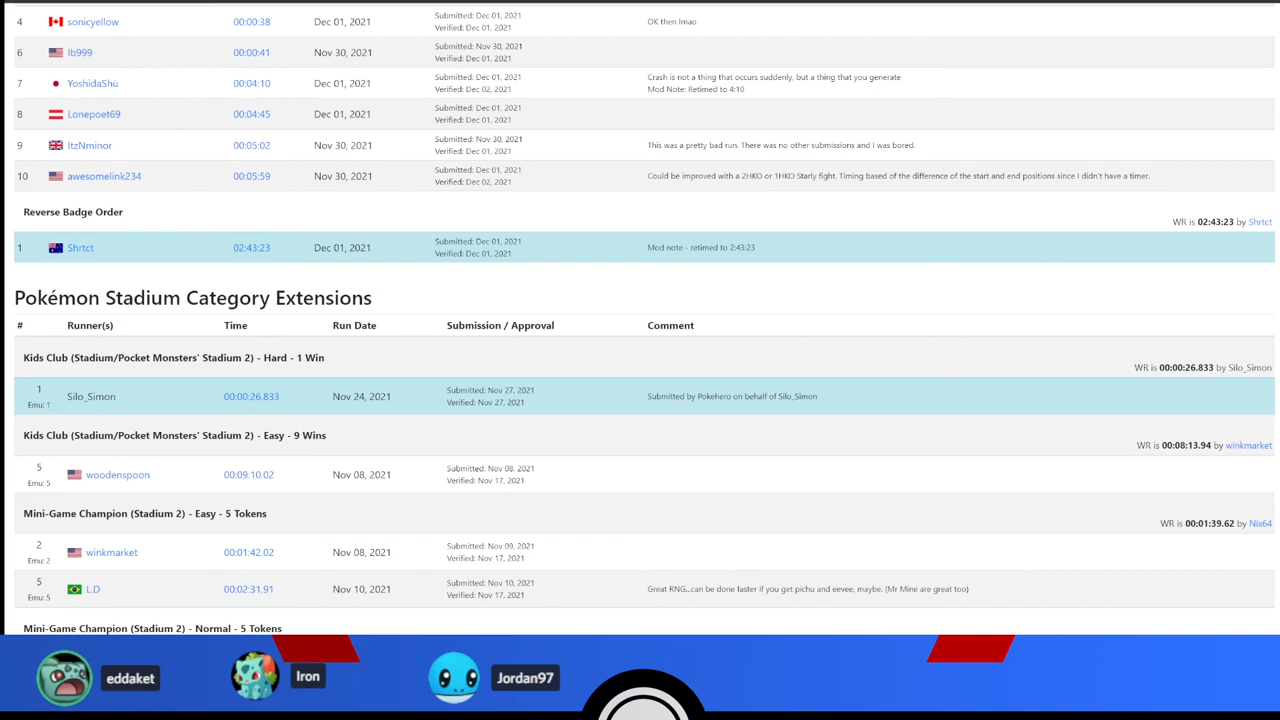 4 sonicyellow 00:00:38 Dec 01, 2021 Submitted: Dec 01, 2021 Verified: Dec 01, 2021 OK then lmao
6 lb999 00:00:41 Nov 30, 2021 Submitted: Nov 30, 2021 Verified: Dec 01, 2021
7 YoshidaShū 00:04:10 Dec 01, 2021 Submitted: Dec 01, 2021 Verified: Dec 02, 2021 Crash is not a thing that occurs suddenly, but a thing that you generate
Mod Note: Retimed to 4:10
8 Lonepoet69 00:04:45 Dec 01, 2021 Submitted: Dec 01, 2021 Verified: Dec 01, 2021
9 ItzNminor 00:05:02 Nov 30, 2021 Submitted: Nov 30, 2021 Verified: Dec 01, 2021 This was a pretty bad run. There was no other submissions and I was bored.
10 awesomelink234 00:05:59 Nov 30, 2021 Submitted: Dec 01, 2021 Verified: Dec 02, 2021 Could be improved with a 2HKO or 1HKO Starly fight. Timing based of the difference of the start and end positions since I didn't have a timer.
Reverse Badge Order
WR is 02:43:23 by Shrtct
1 Shrtct 02:43:23 Dec 01, 2021 Submitted: Dec 01, 2021 Verified: Dec 01, 2021 Mod note - retimed to 2:43:23
Pokémon Stadium Category Extensions
# Runner(s) Time Run Date Submission / Approval Comment
Kids Club (Stadium/Pocket Monsters' Stadium 2) - Hard - 1 Win
WR is 00:00:26.833 by Silo_Simon
1 Emu: 1 Silo_Simon 00:00:26.833 Nov 24, 2021 Submitted: Nov 27, 2021 Verified: Nov 27, 2021 Submitted by Pokehero on behalf of Silo_Simon
Kids Club (Stadium/Pocket Monsters' Stadium 2) - Easy - 9 Wins
WR is 00:08:13.94 by winkmarket
5 Emu: 5 woodenspoon 00:09:10.02 Nov 08, 2021 Submitted: Nov 08, 2021 Verified: Nov 17, 2021
Mini-Game Champion (Stadium 2) - Easy - 5 Tokens
WR is 00:01:39.62 by Nix64
2 Emu: 2 winkmarket 00:01:42.02 Nov 08, 2021 Submitted: Nov 09, 2021 Verified: Nov 17, 2021
5 Emu: 5 L.D 00:02:31.91 Nov 10, 2021 Submitted: Nov 10, 2021 Verified: Nov 17, 2021 Great RNG...can be done faster if you get pichu and eevee, maybe. (Mr Mine are great too)
Mini-Game Champion (Stadium 2) - Normal - 5 Tokens
eddaket Iron Jordan97